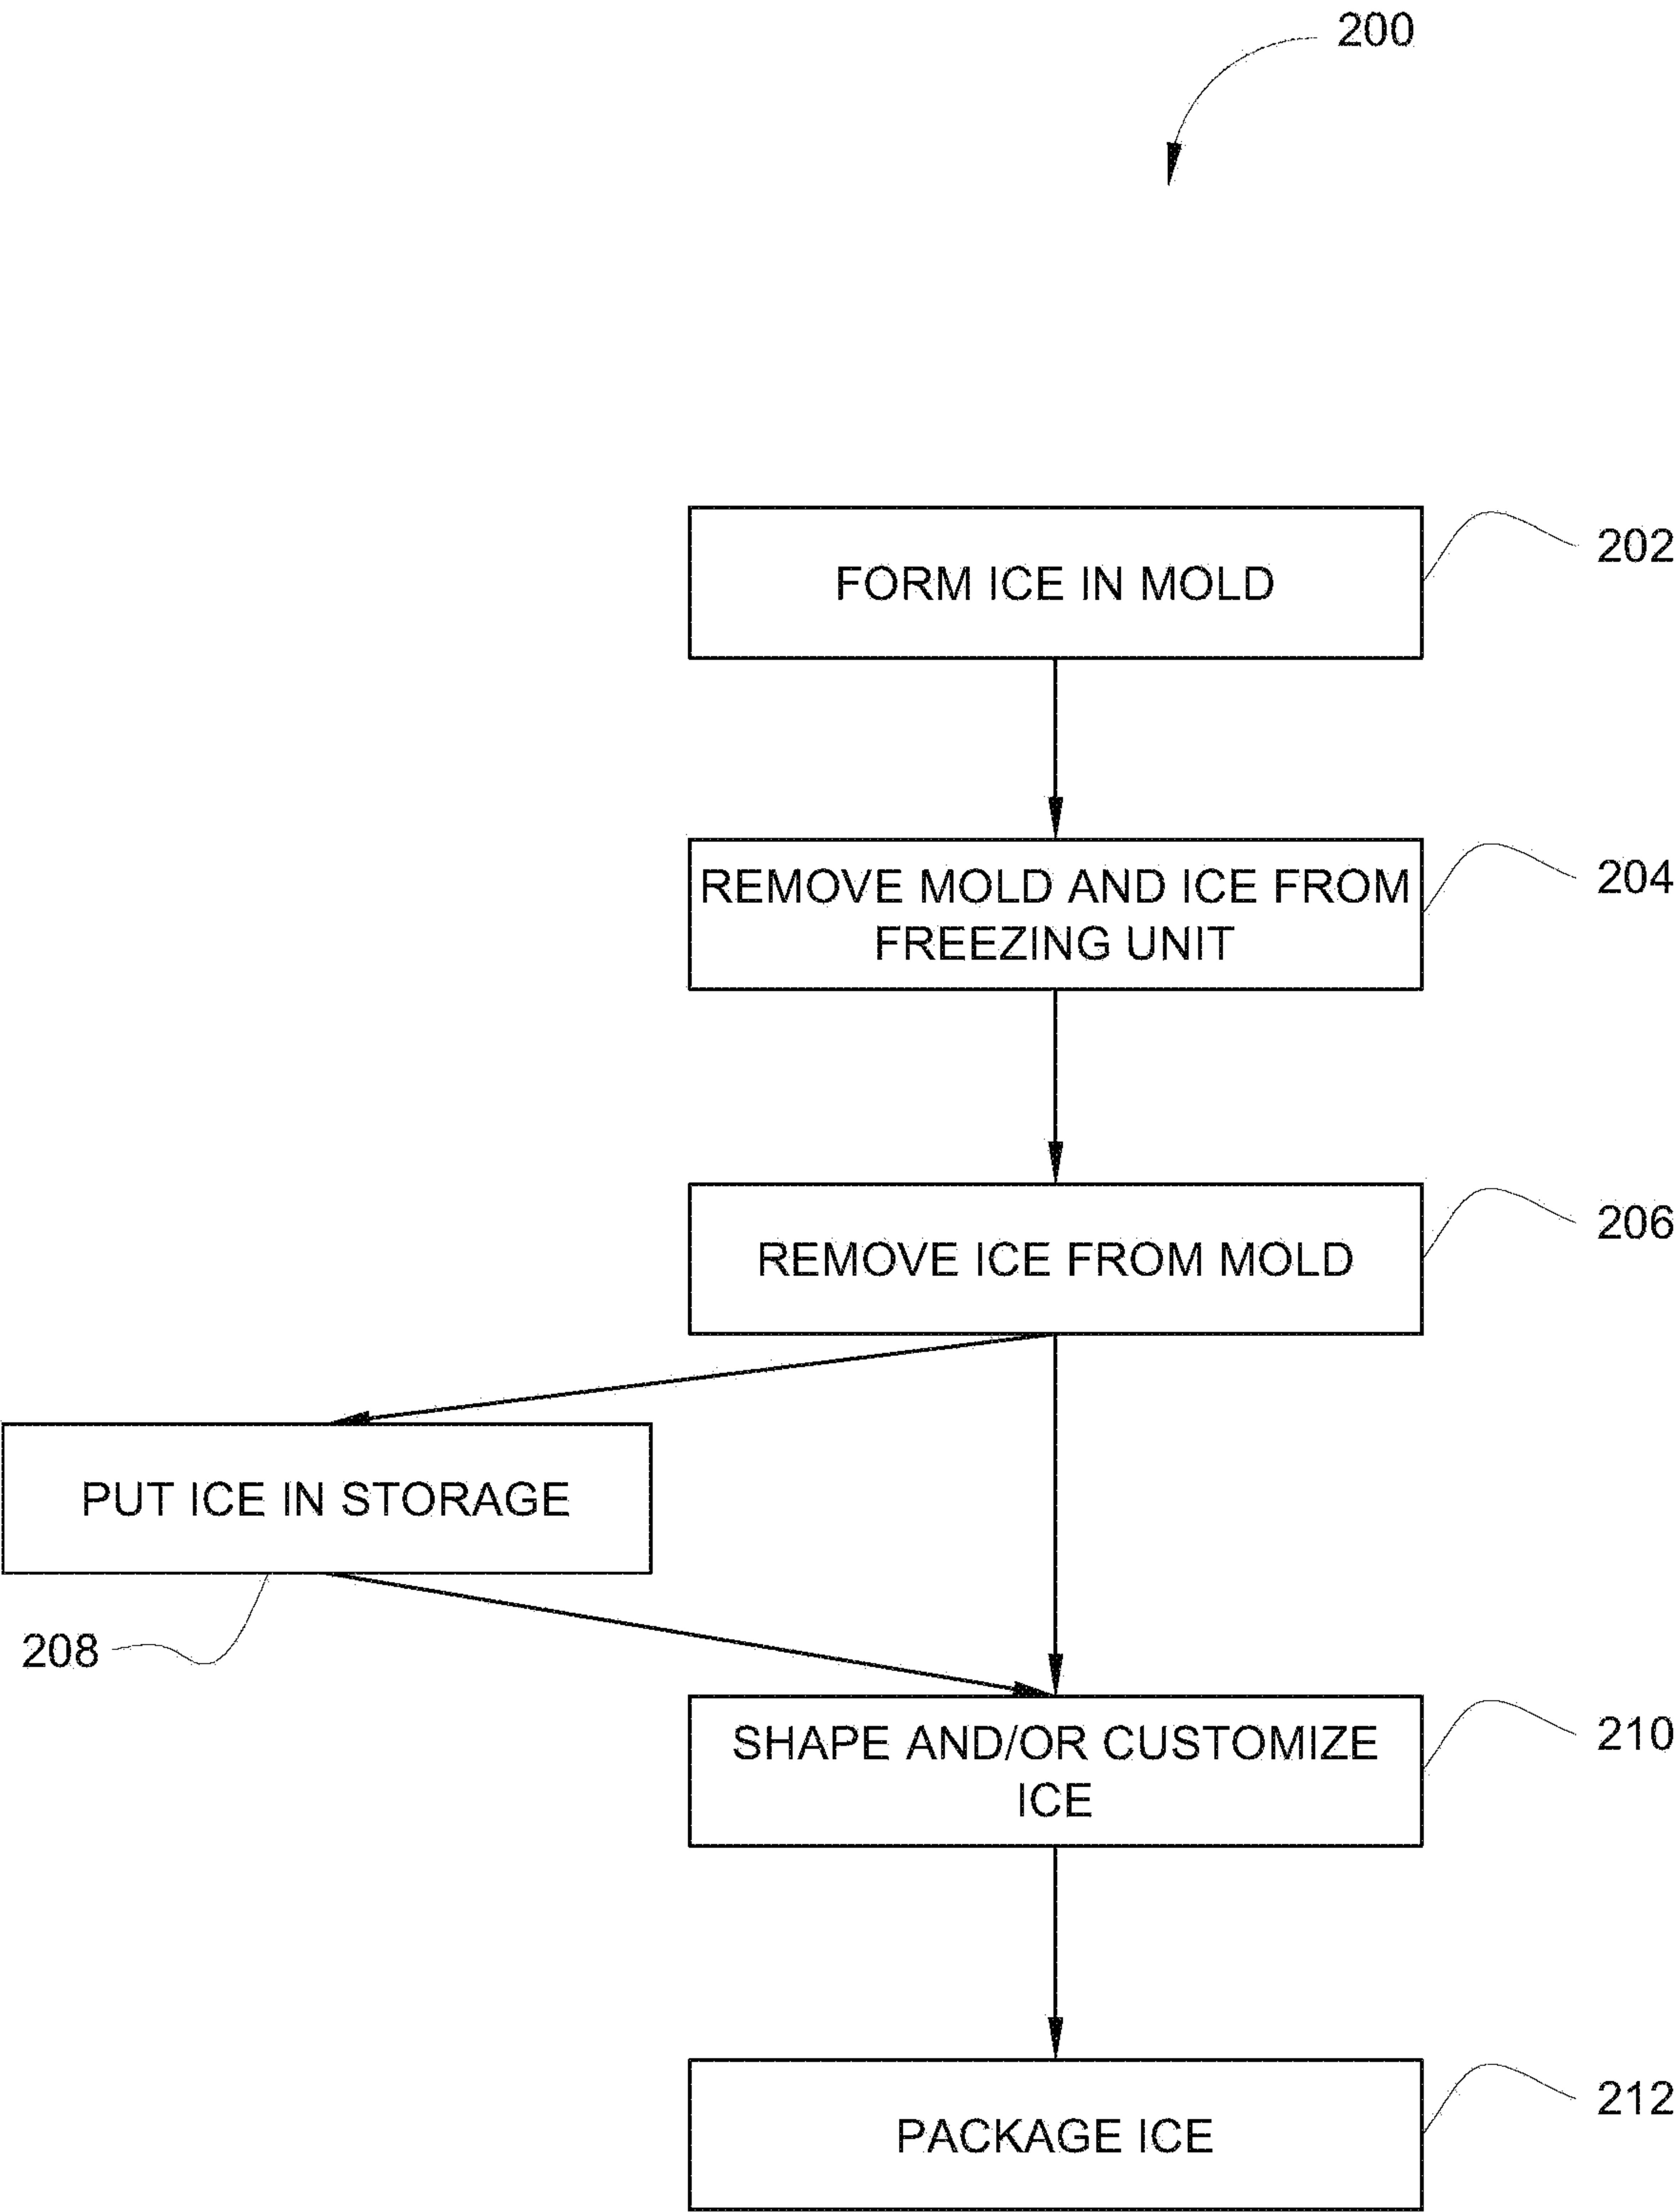 200
FORM ICE IN MOLD
202
REMOVE MOLD AND ICE FROM
FREEZING UNIT
204
REMOVE ICE FROM MOLD
206
PUT ICE IN STORAGE
208
SHAPE AND/OR CUSTOMIZE
ICE
210
PACKAGE ICE
212